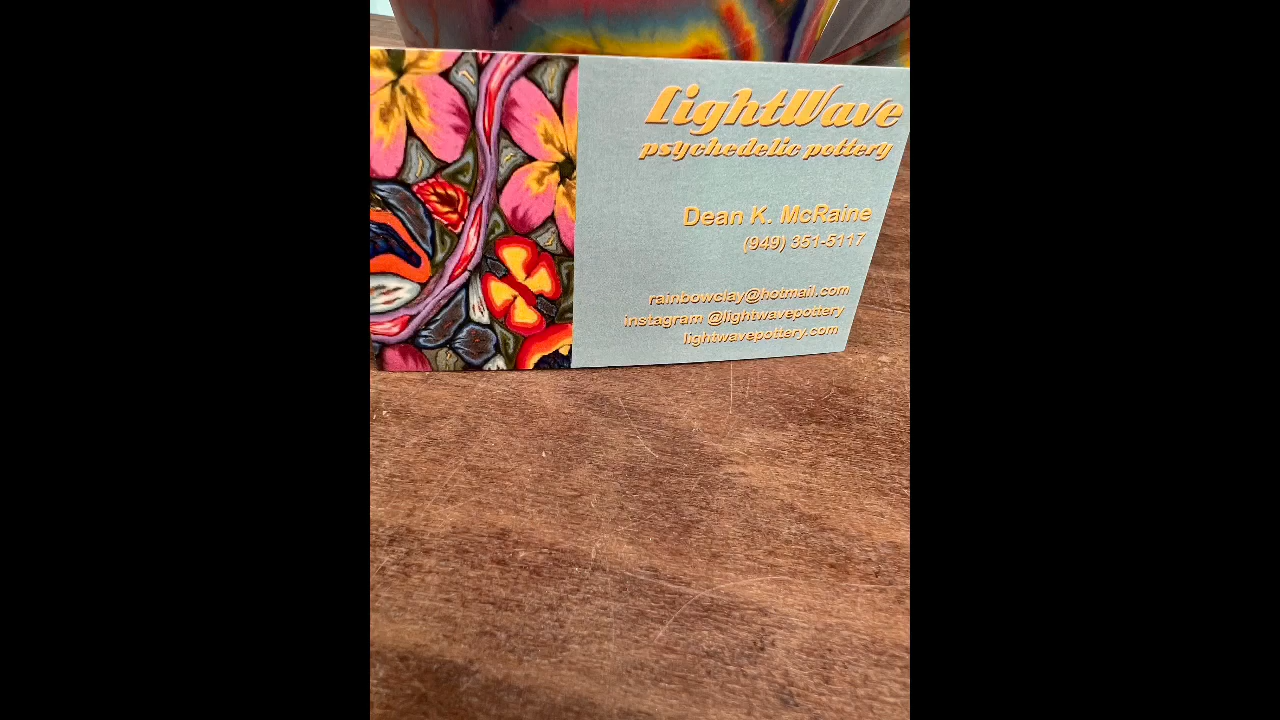 LightWave
psychedelic pottery
Dean K. McRaine
(949) 351-5117
rainbowclay@hotmail.com
instagram @lightwavepottery
lightwavepottery.com